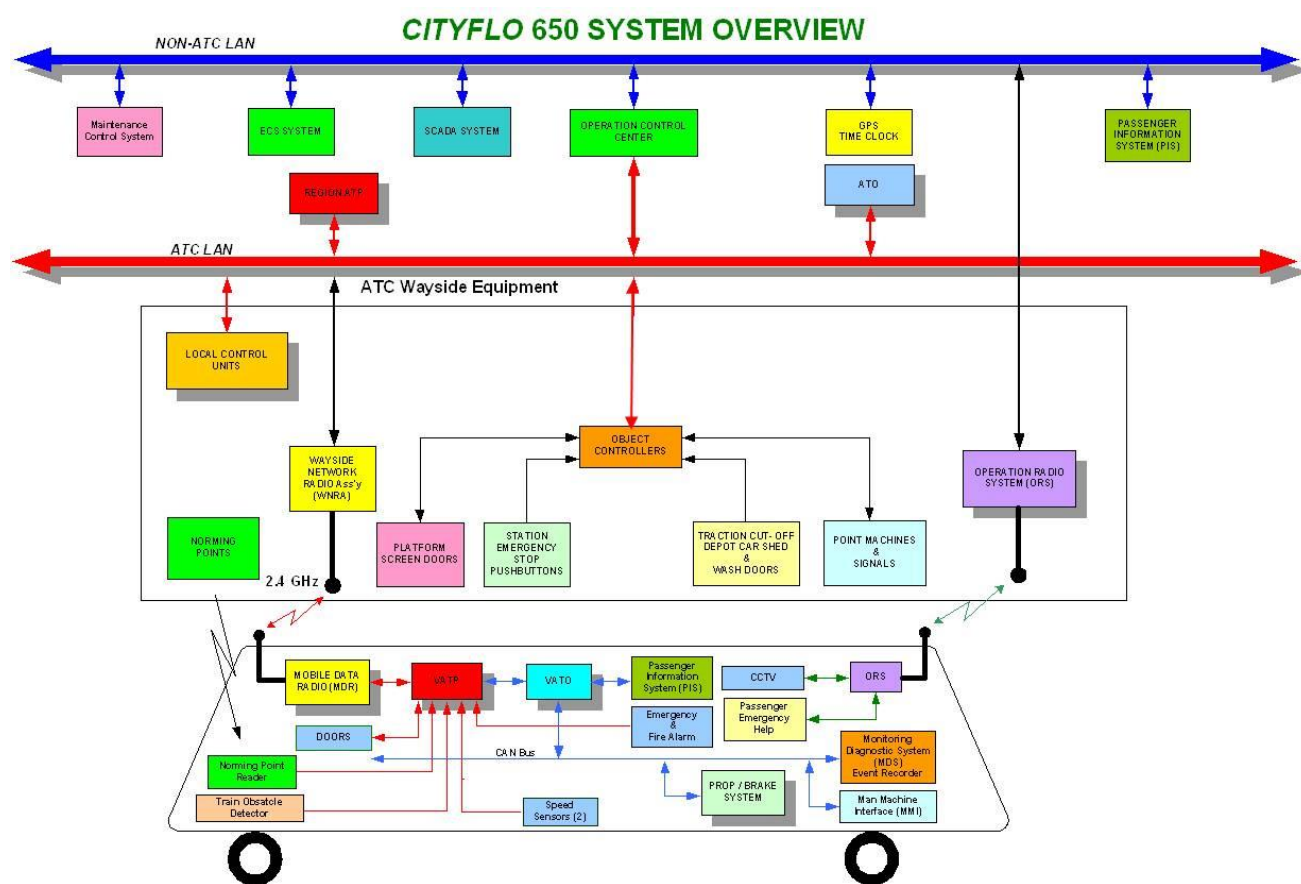 CITYFLO 650 SYSTEM OVERVIEW
NON-ATC LAN
Maintenance
Control System
ECS SYSTEM
SCADA SYSTEM
OPERATION CONTROL
CENTER
GPS
TIME CLOCK
PASSENGER
INFORMATION
SYSTEM (PIS)
REGION ATP
ATO
ATC LAN
ATC Wayside Equipment
LOCAL CONTROL
UNITS
WAYSIDE
NETWORK
RADIO Ass'y
(WNRA)
OBJECT
CONTROLLERS
OPERATION RADIO
SYSTEM (ORS)
NORMING
POINTS
PLATFORM
SCREEN DOORS
STATION
EMERGENCY
STOP
PUSHBUTTONS
TRACTION CUT- OFF
DEPOT CAR SHED
&
WASH DOORS
POINT MACHINES
&
SIGNALS
2.4 GHz
MOBILE DATA
RADIO (MDR)
VATP
VATO
Passenger
Information
System (PIS)
CCTV
ORS
Emergency
&
Fire Alarm
Passenger
Emergency
Help
DOORS
CAN Bus
Monitoring
Diagnostic System
(MDS)
Event Recorder
Norming Point
Reader
PROP / BRAKE
SYSTEM
Train Obsatcle
Detector
Speed
Sensors (2)
Man Machine
Interface (MMI)